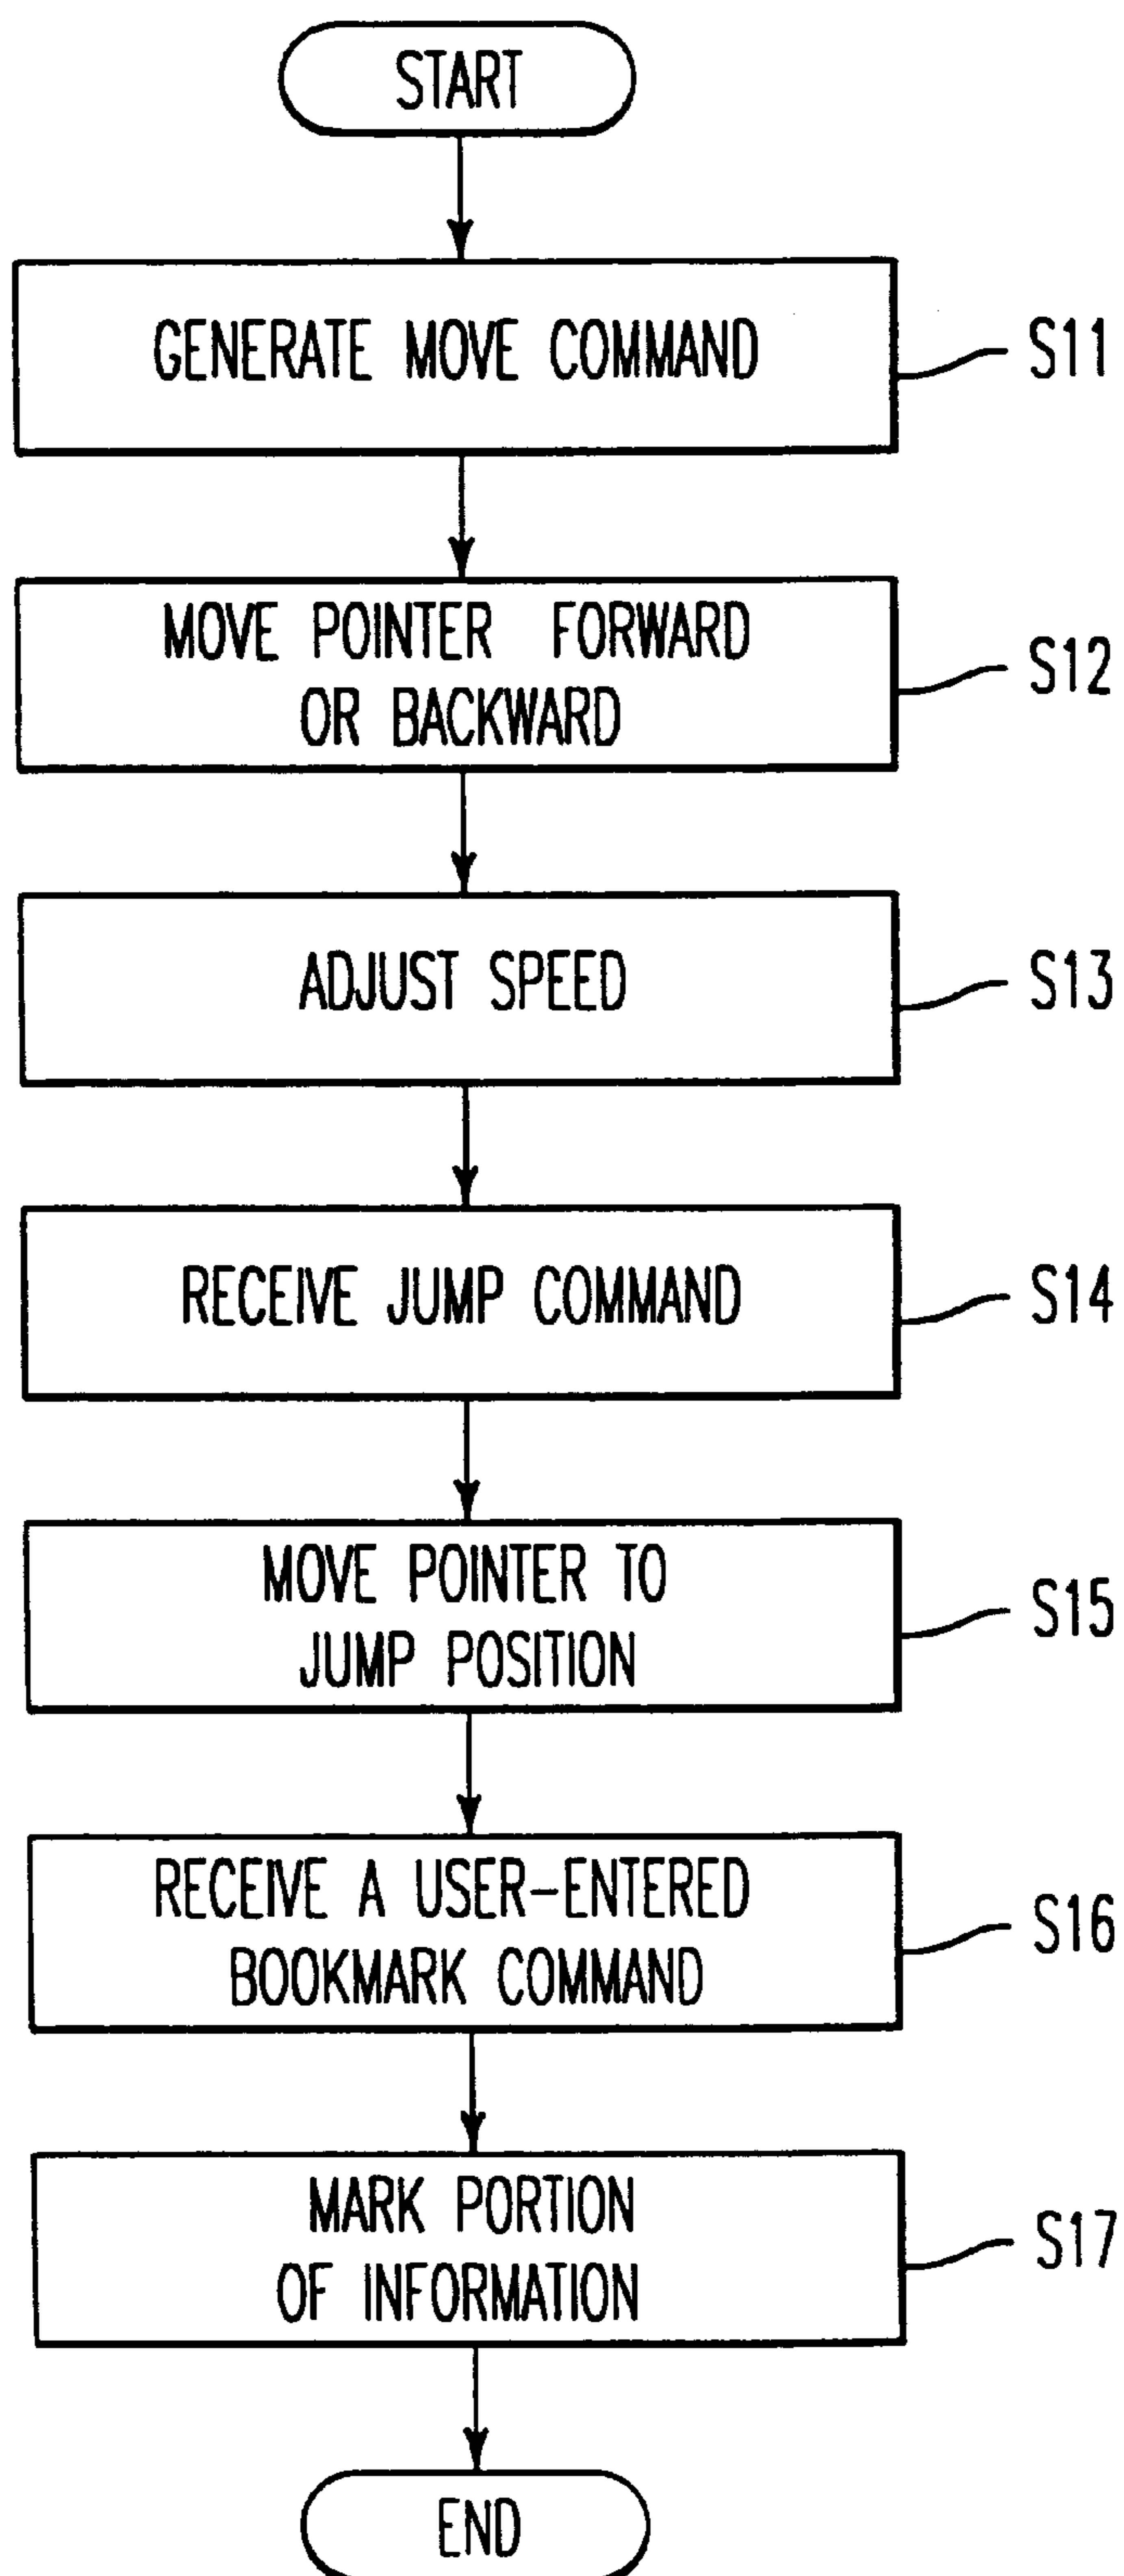 START
GENERATE MOVE COMMAND
S11
MOVE POINTER FORWARD
OR BACKWARD
S12
ADJUST SPEED
S13
RECEIVE JUMP COMMAND
S14
MOVE POINTER TO
JUMP POSITION
S15
RECEIVE A USER-ENTERED
BOOKMARK COMMAND
S16
MARK PORTION
OF INFORMATION
S17
END